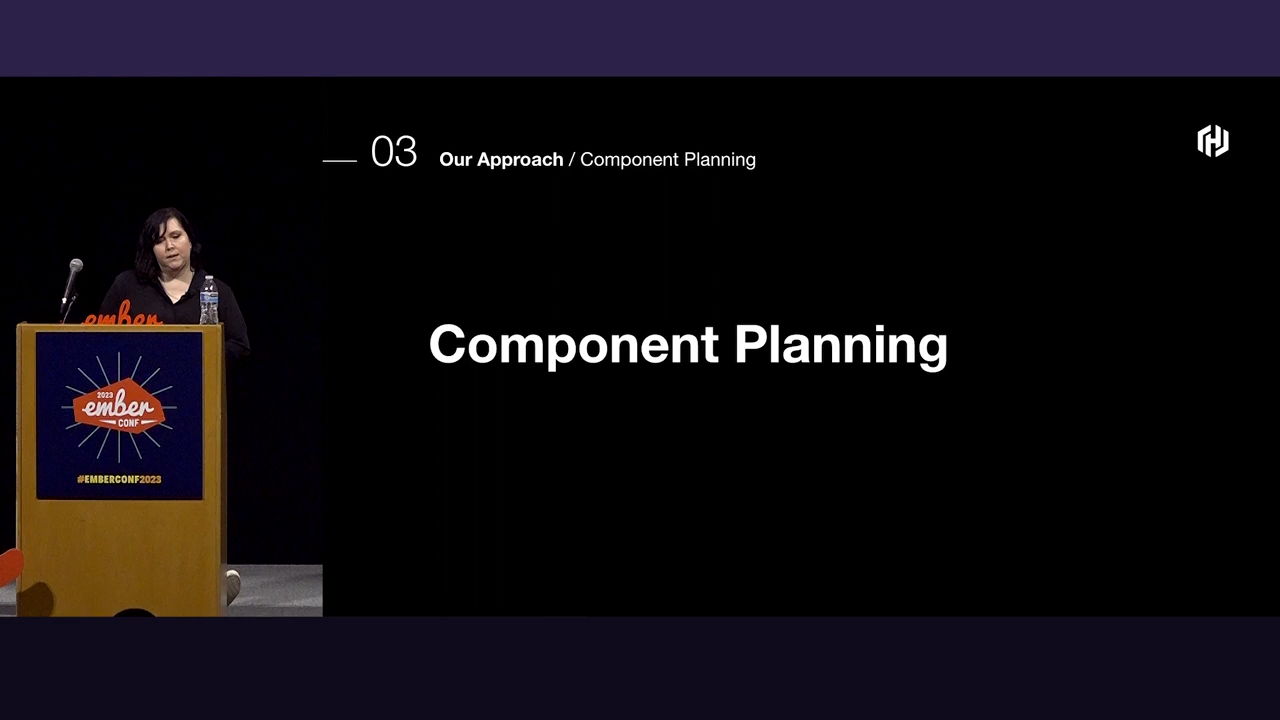 03 Our Approach / Component Planning
Component Planning
ember
2023
ember
CONF
#EMBERCONF2023